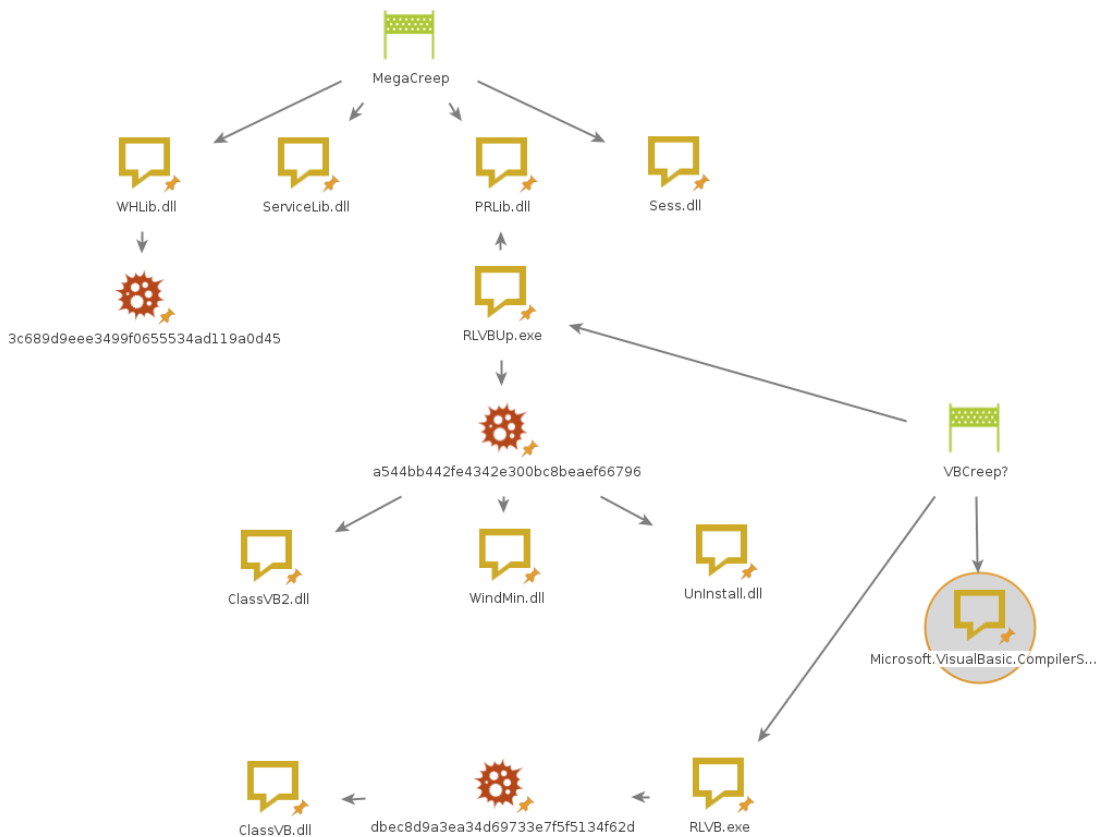 MegaCreep
WHLib.dll
ServiceLib.dll
PRLib.dll
Sess.dll
3c689d9eee3499f0655534ad119a0d45
RLVBUp.exe
a544bb442fe4342e300bc8beaef66796
VBCreep?
ClassVB2.dll
WindMin.dll
UnInstall.dll
Microsoft.VisualBasic.CompilerS...
ClassVB.dll
dbec8d9a3ea34d69733e7f5f5134f62d
RLVB.exe